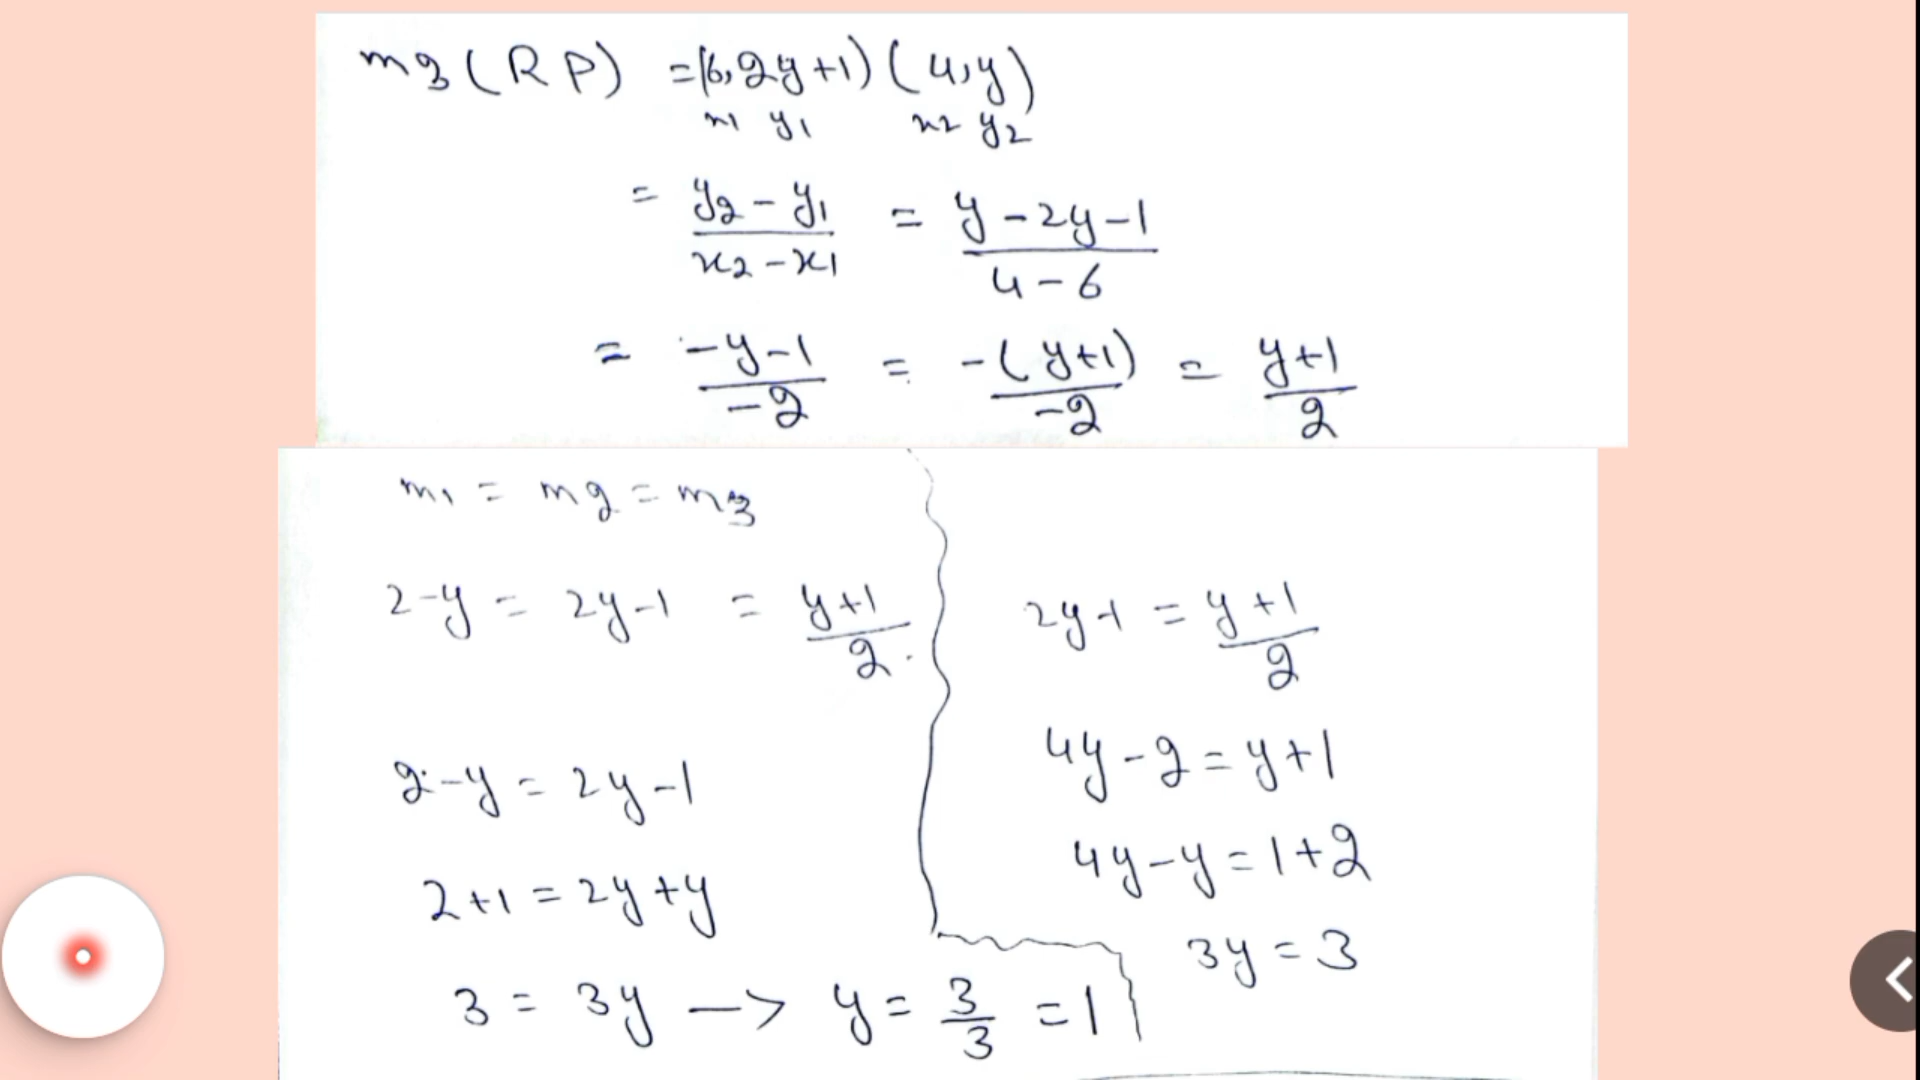 m3 (RP) = (6, 2y+1) (4, y)
x1 y1 x2 y2
= y2 - y1 / x2 - x1 = y - 2y - 1 / 4 - 6
= -y-1 / -2 = -(y+1) / -2 = y+1 / 2
m1 = m2 = m3
2-y = 2y-1 = y+1 / 2
2-y = 2y-1
2+1 = 2y+y
3 = 3y -> y = 3/3 = 1
2y-1 = y+1 / 2
4y-2 = y+1
4y-y = 1+2
3y = 3